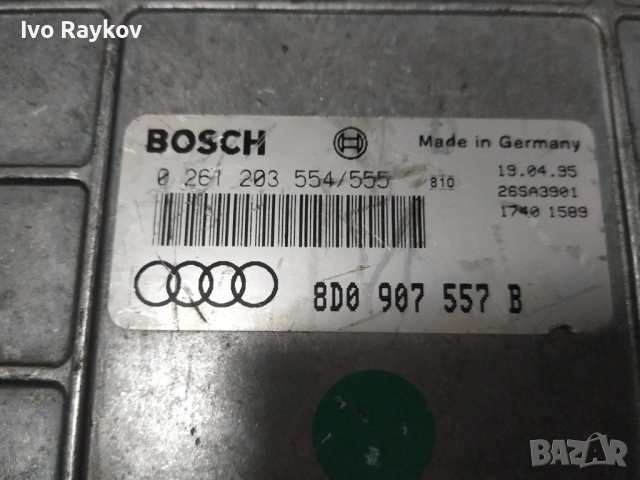 Ivo Raykov
BOSCH
Made in Germany
0 261 203 554/555
810
19.04.95
26SA3901
1740 1589
8D0 907 557 B
BAZAR